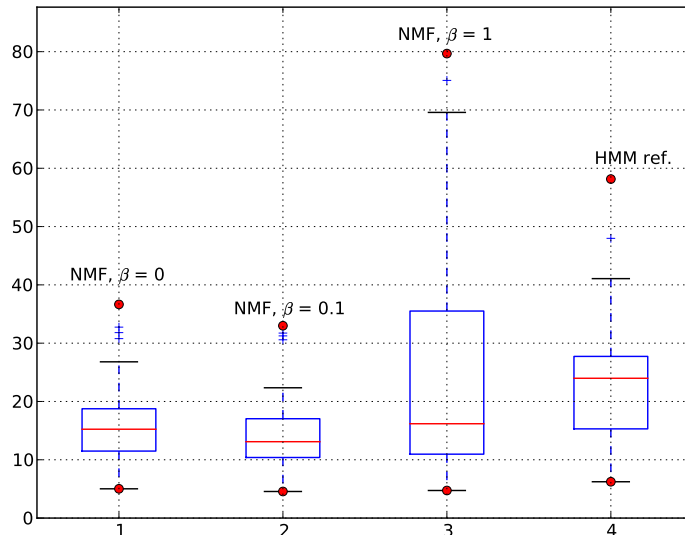 NMF, β = 1
80
70
HMM ref.
60
50
NMF, β = 0
40
NMF, β = 0.1
30
20
10
0
1 2 3 4